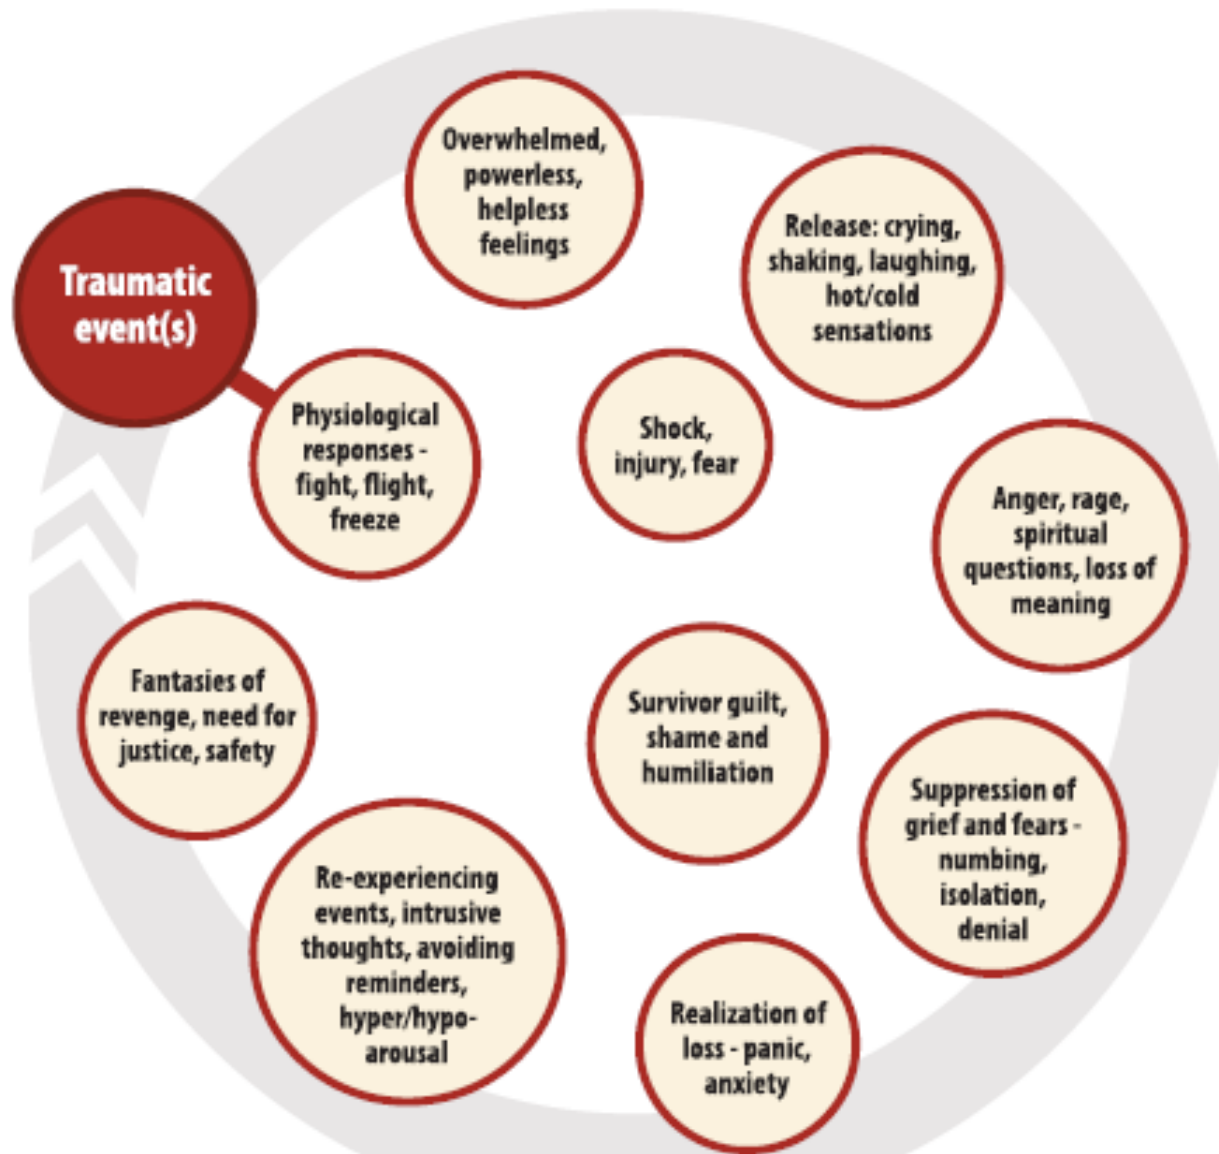 Traumatic
event(s)
Physiological
responses -
fight, flight,
freeze
Overwhelmed,
powerless,
helpless
feelings
Shock,
injury, fear
Release: crying,
shaking, laughing,
hot/cold
sensations
Anger, rage,
spiritual
questions, loss of
meaning
Survivor guilt,
shame and
humiliation
Suppression of
grief and fears -
numbing,
isolation,
denial
Realization of
loss - panic,
anxiety
Re-experiencing
events, intrusive
thoughts, avoiding
reminders,
hyper/hypo-
arousal
Fantasies of
revenge, need for
justice, safety